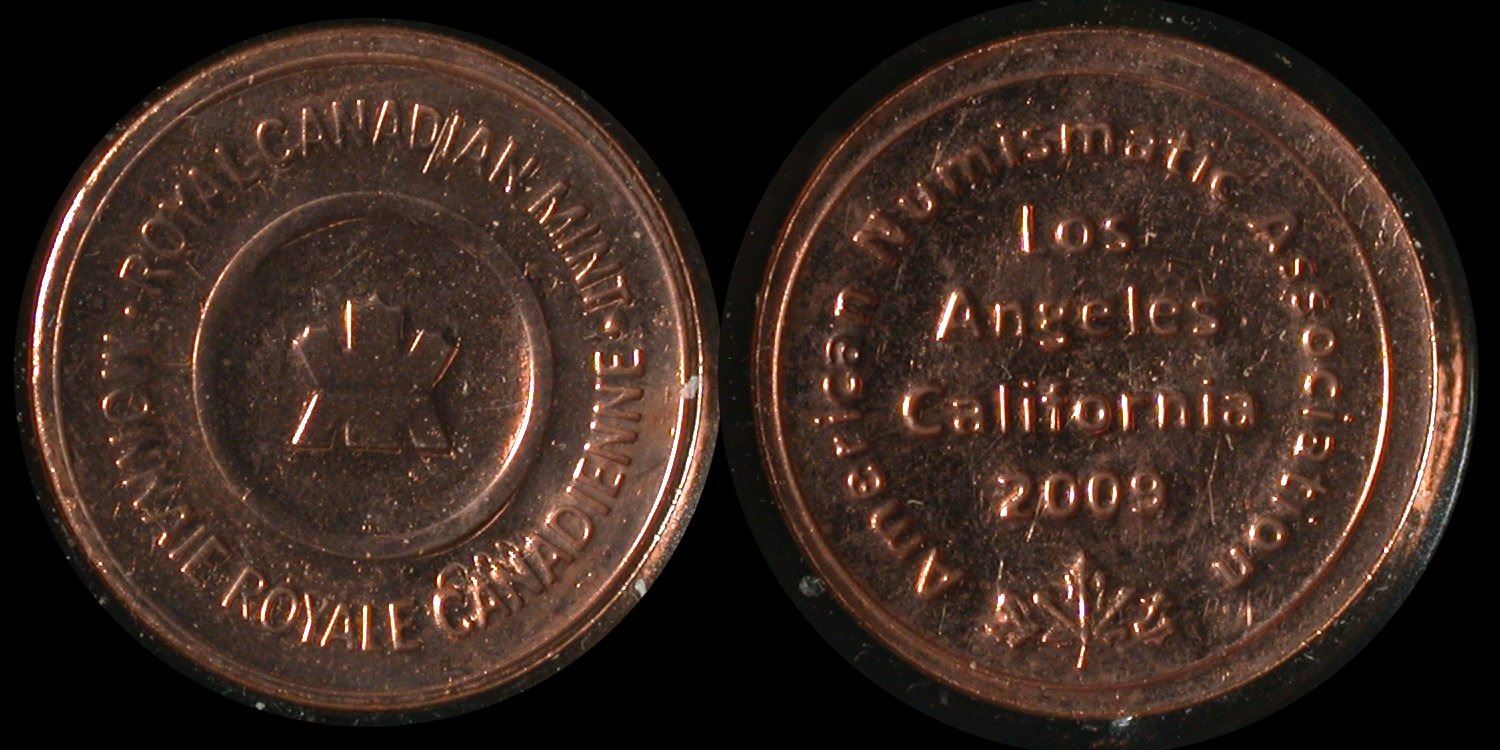 ·ROYAL·CANADIAN·MINT·
MONNAIE·ROYALE CANADIENNE
American Numismatic Association
Los
Angeles
California
2009